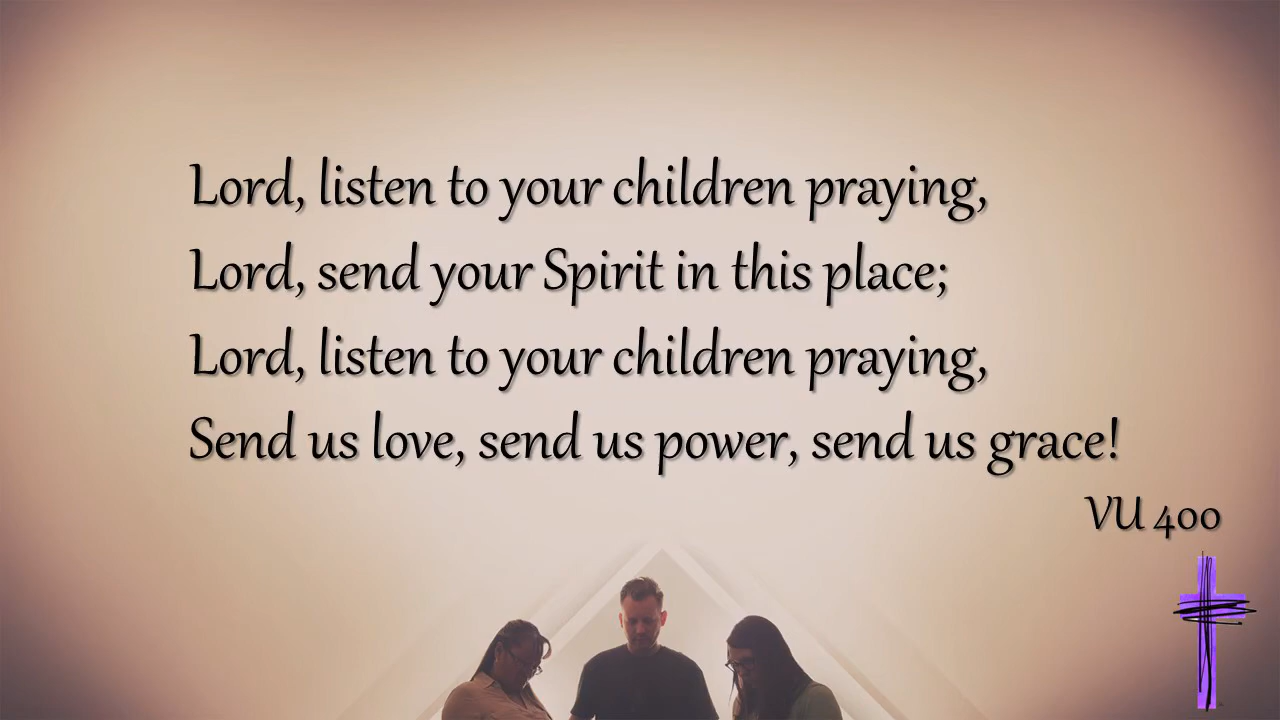 Lord, listen to your children praying,
Lord, send your Spirit in this place;
Lord, listen to your children praying,
Send us love, send us power, send us grace!
VU 400